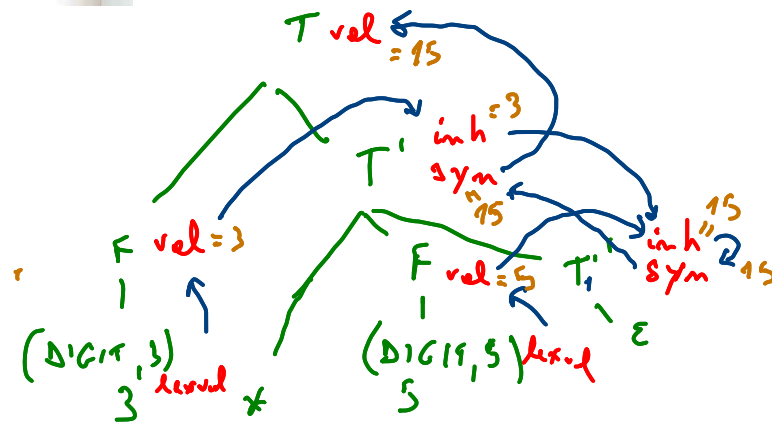 T val
= 15
inh = 3
T'
syn
" 15
15
F val = 3
F val = 5
T1'
inh "
syn 15
ε
(DIGIT, 3) lexval
(DIGIT, 5) lexval
3
*
5